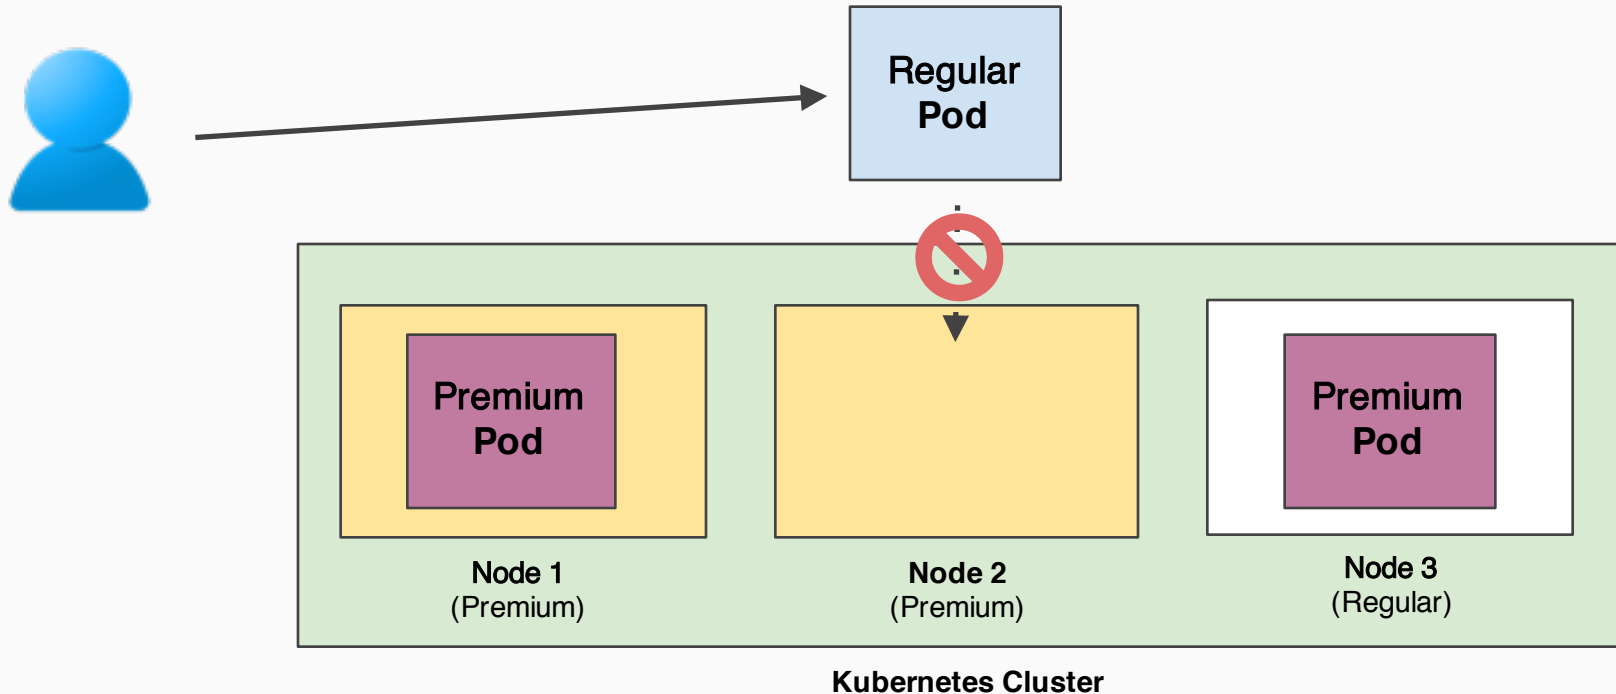 Regular
Pod
Premium
Pod
Premium
Pod
Node 1
(Premium)
Node 2
(Premium)
Node 3
(Regular)
Kubernetes Cluster